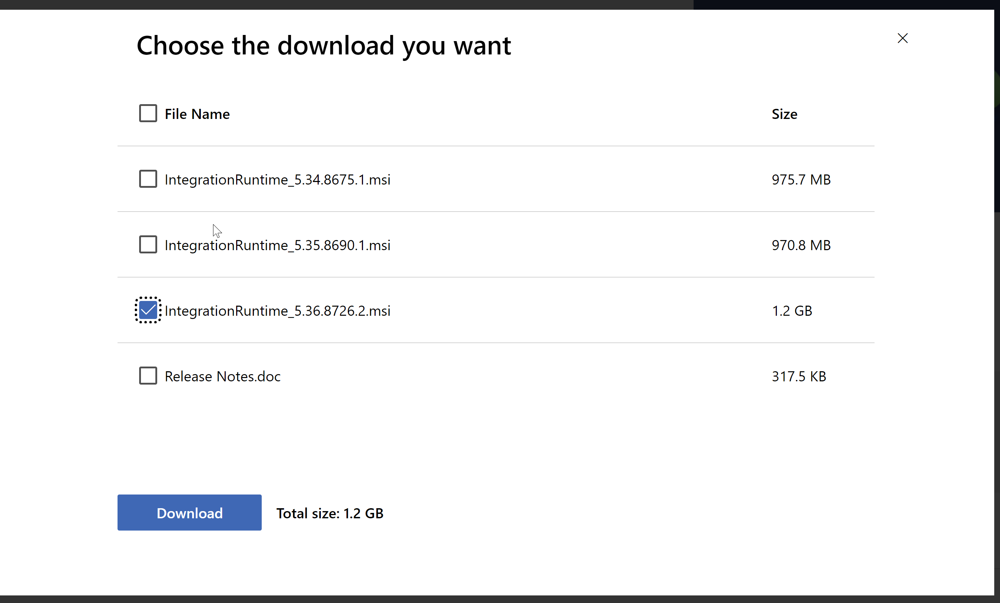 Choose the download you want
File Name Size
IntegrationRuntime_5.34.8675.1.msi 975.7 MB
IntegrationRuntime_5.35.8690.1.msi 970.8 MB
IntegrationRuntime_5.36.8726.2.msi 1.2 GB
Release Notes.doc 317.5 KB
Download Total size: 1.2 GB